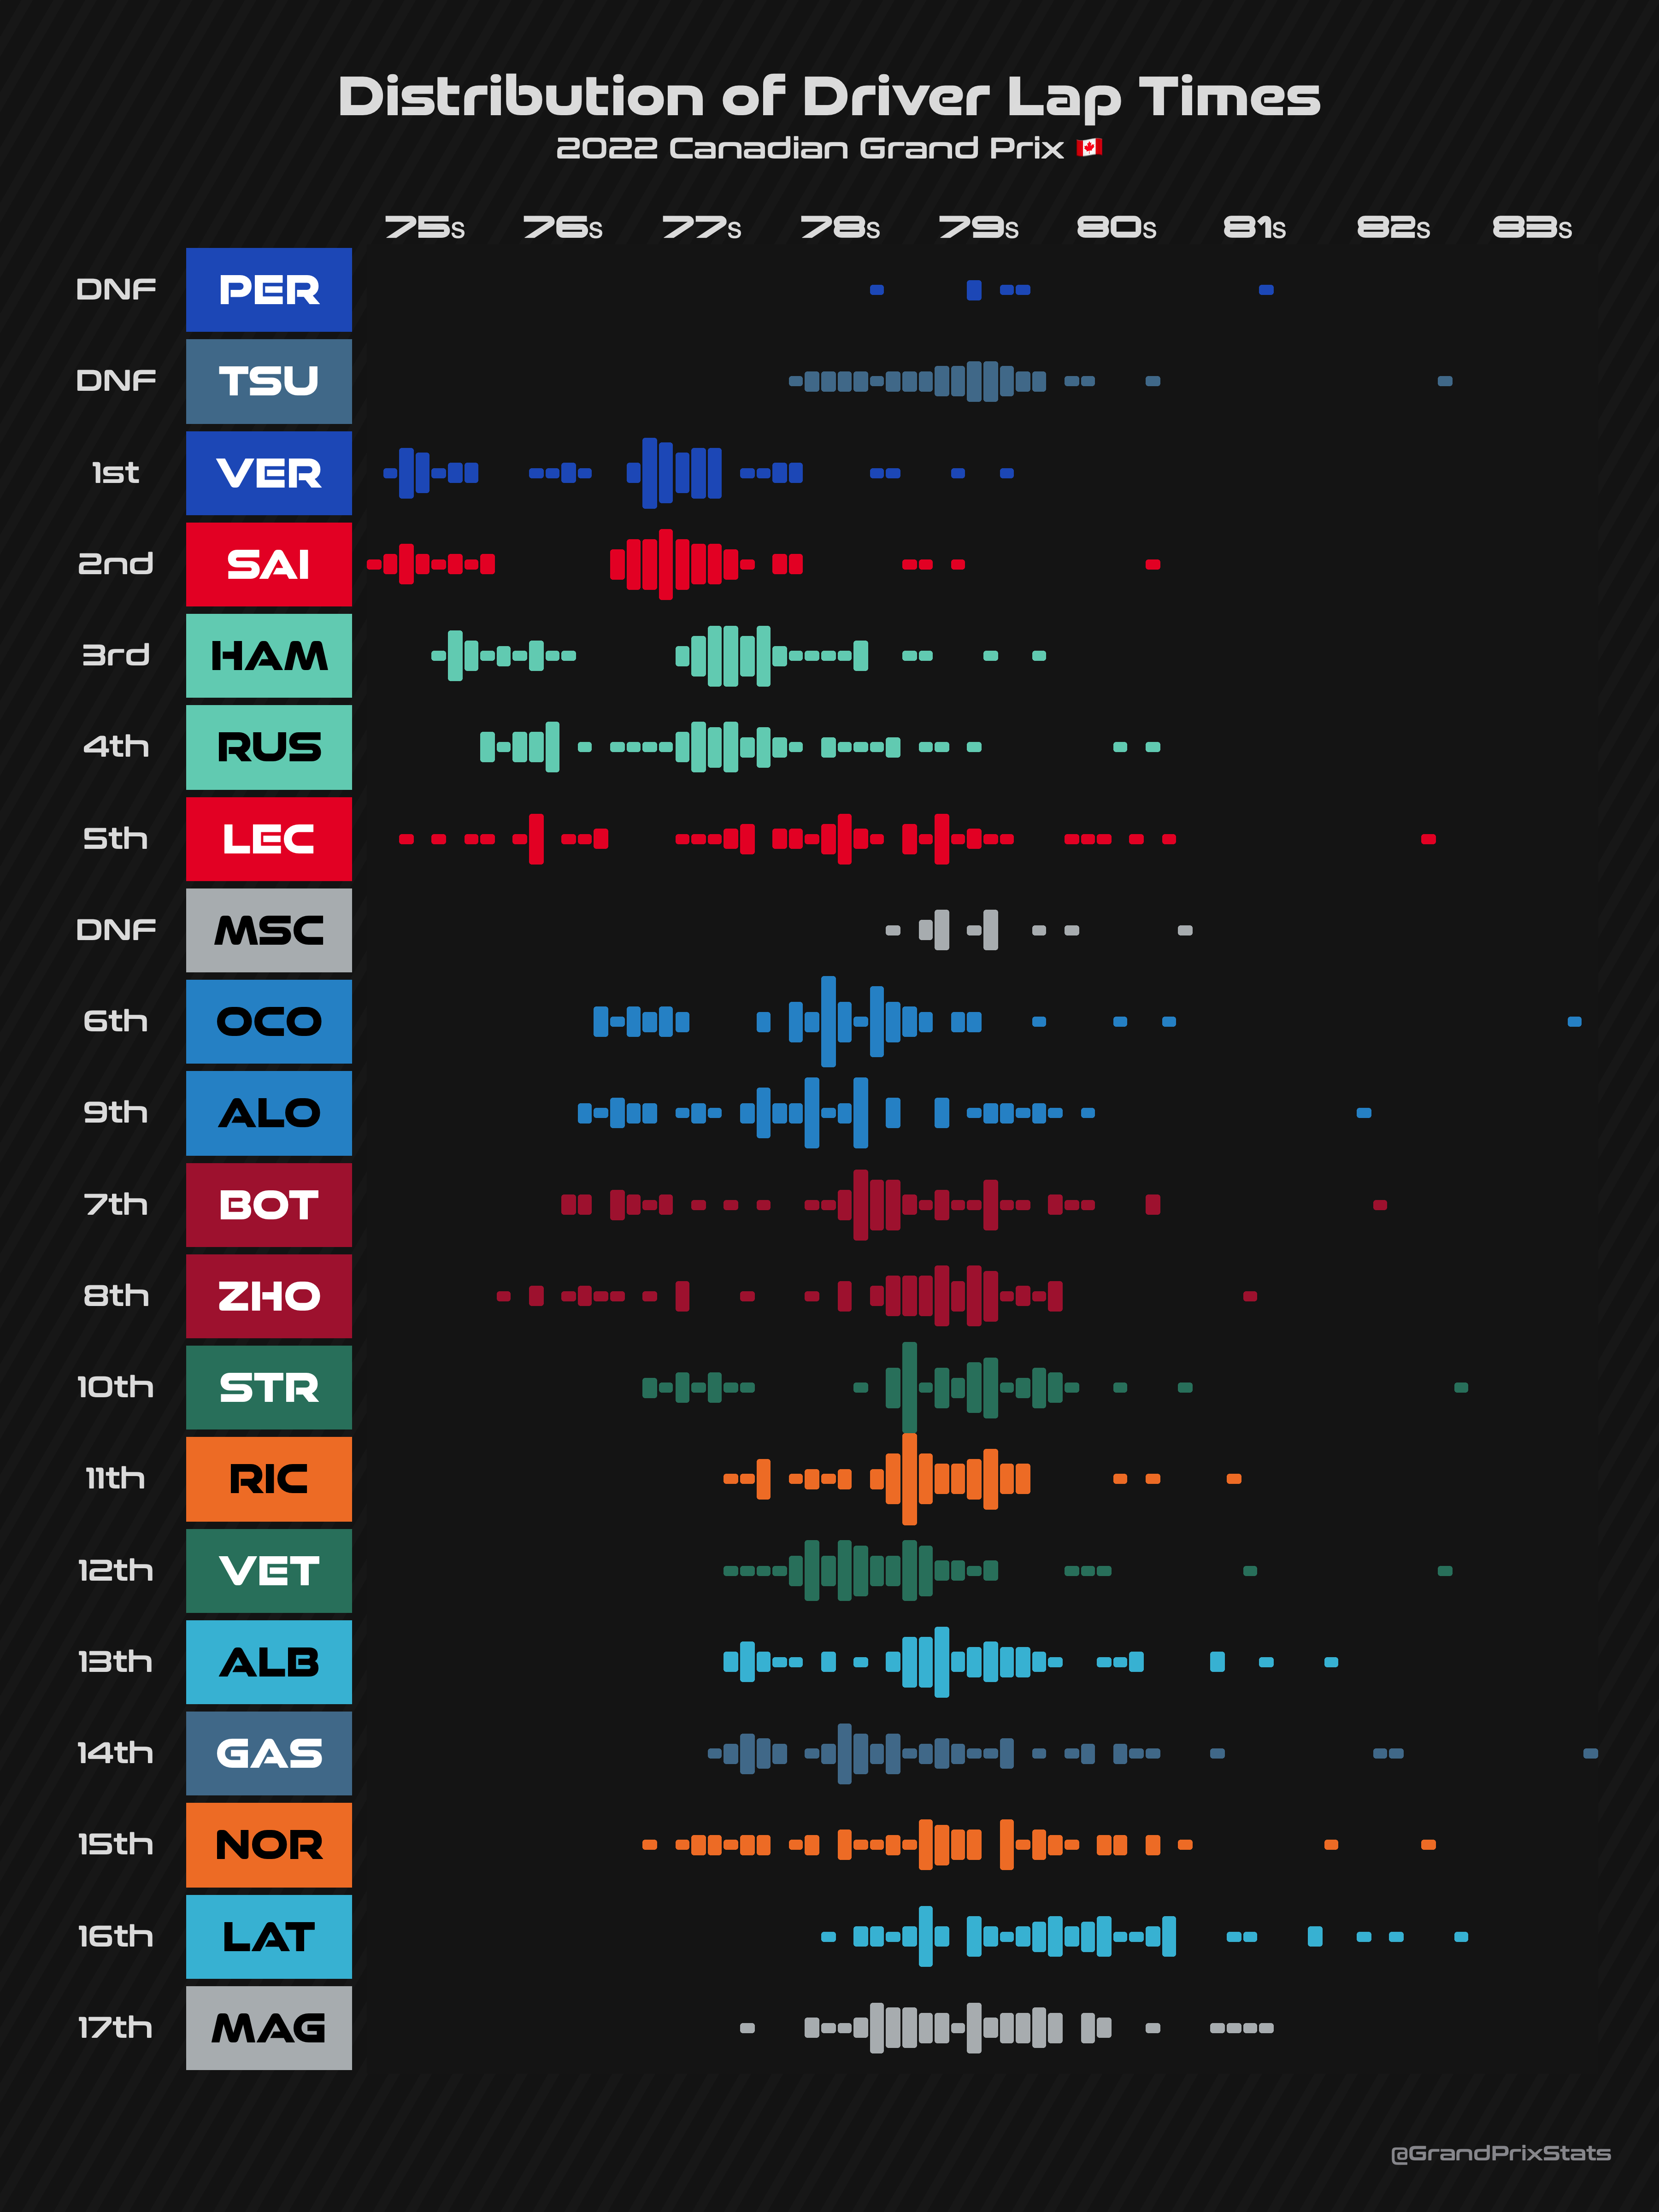 Distribution of Driver Lap Times
2022 Canadian Grand Prix
75s 76s 77s 78s 79s 80s 81s 82s 83s
DNF PER
DNF TSU
1st VER
2nd SAI
3rd HAM
4th RUS
5th LEC
DNF MSC
6th OCO
9th ALO
7th BOT
8th ZHO
10th STR
11th RIC
12th VET
13th ALB
14th GAS
15th NOR
16th LAT
17th MAG
@GrandPrixStats